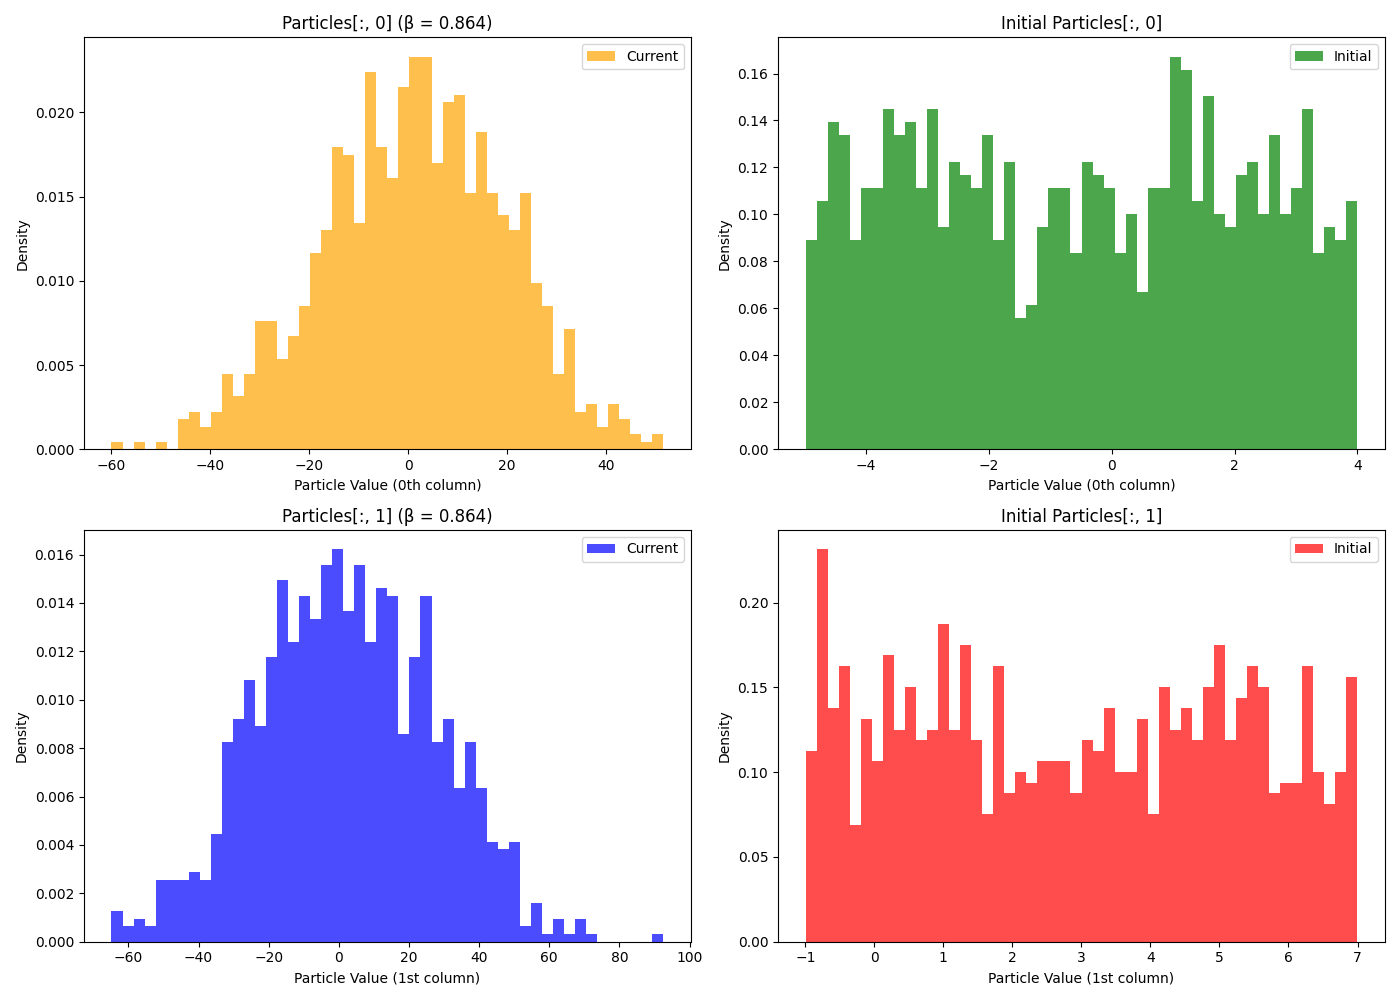 Particles[:, 0] (β = 0.864)
Current
Density
0.020
0.015
0.010
0.005
0.000
−60 −40 −20 0 20 40
Particle Value (0th column)
Initial Particles[:, 0]
Initial
Density
0.16
0.14
0.12
0.10
0.08
0.06
0.04
0.02
0.00
−4 −2 0 2 4
Particle Value (0th column)
Particles[:, 1] (β = 0.864)
Current
Density
0.016
0.014
0.012
0.010
0.008
0.006
0.004
0.002
0.000
−60 −40 −20 0 20 40 60 80 100
Particle Value (1st column)
Initial Particles[:, 1]
Initial
Density
0.20
0.15
0.10
0.05
0.00
−1 0 1 2 3 4 5 6 7
Particle Value (1st column)